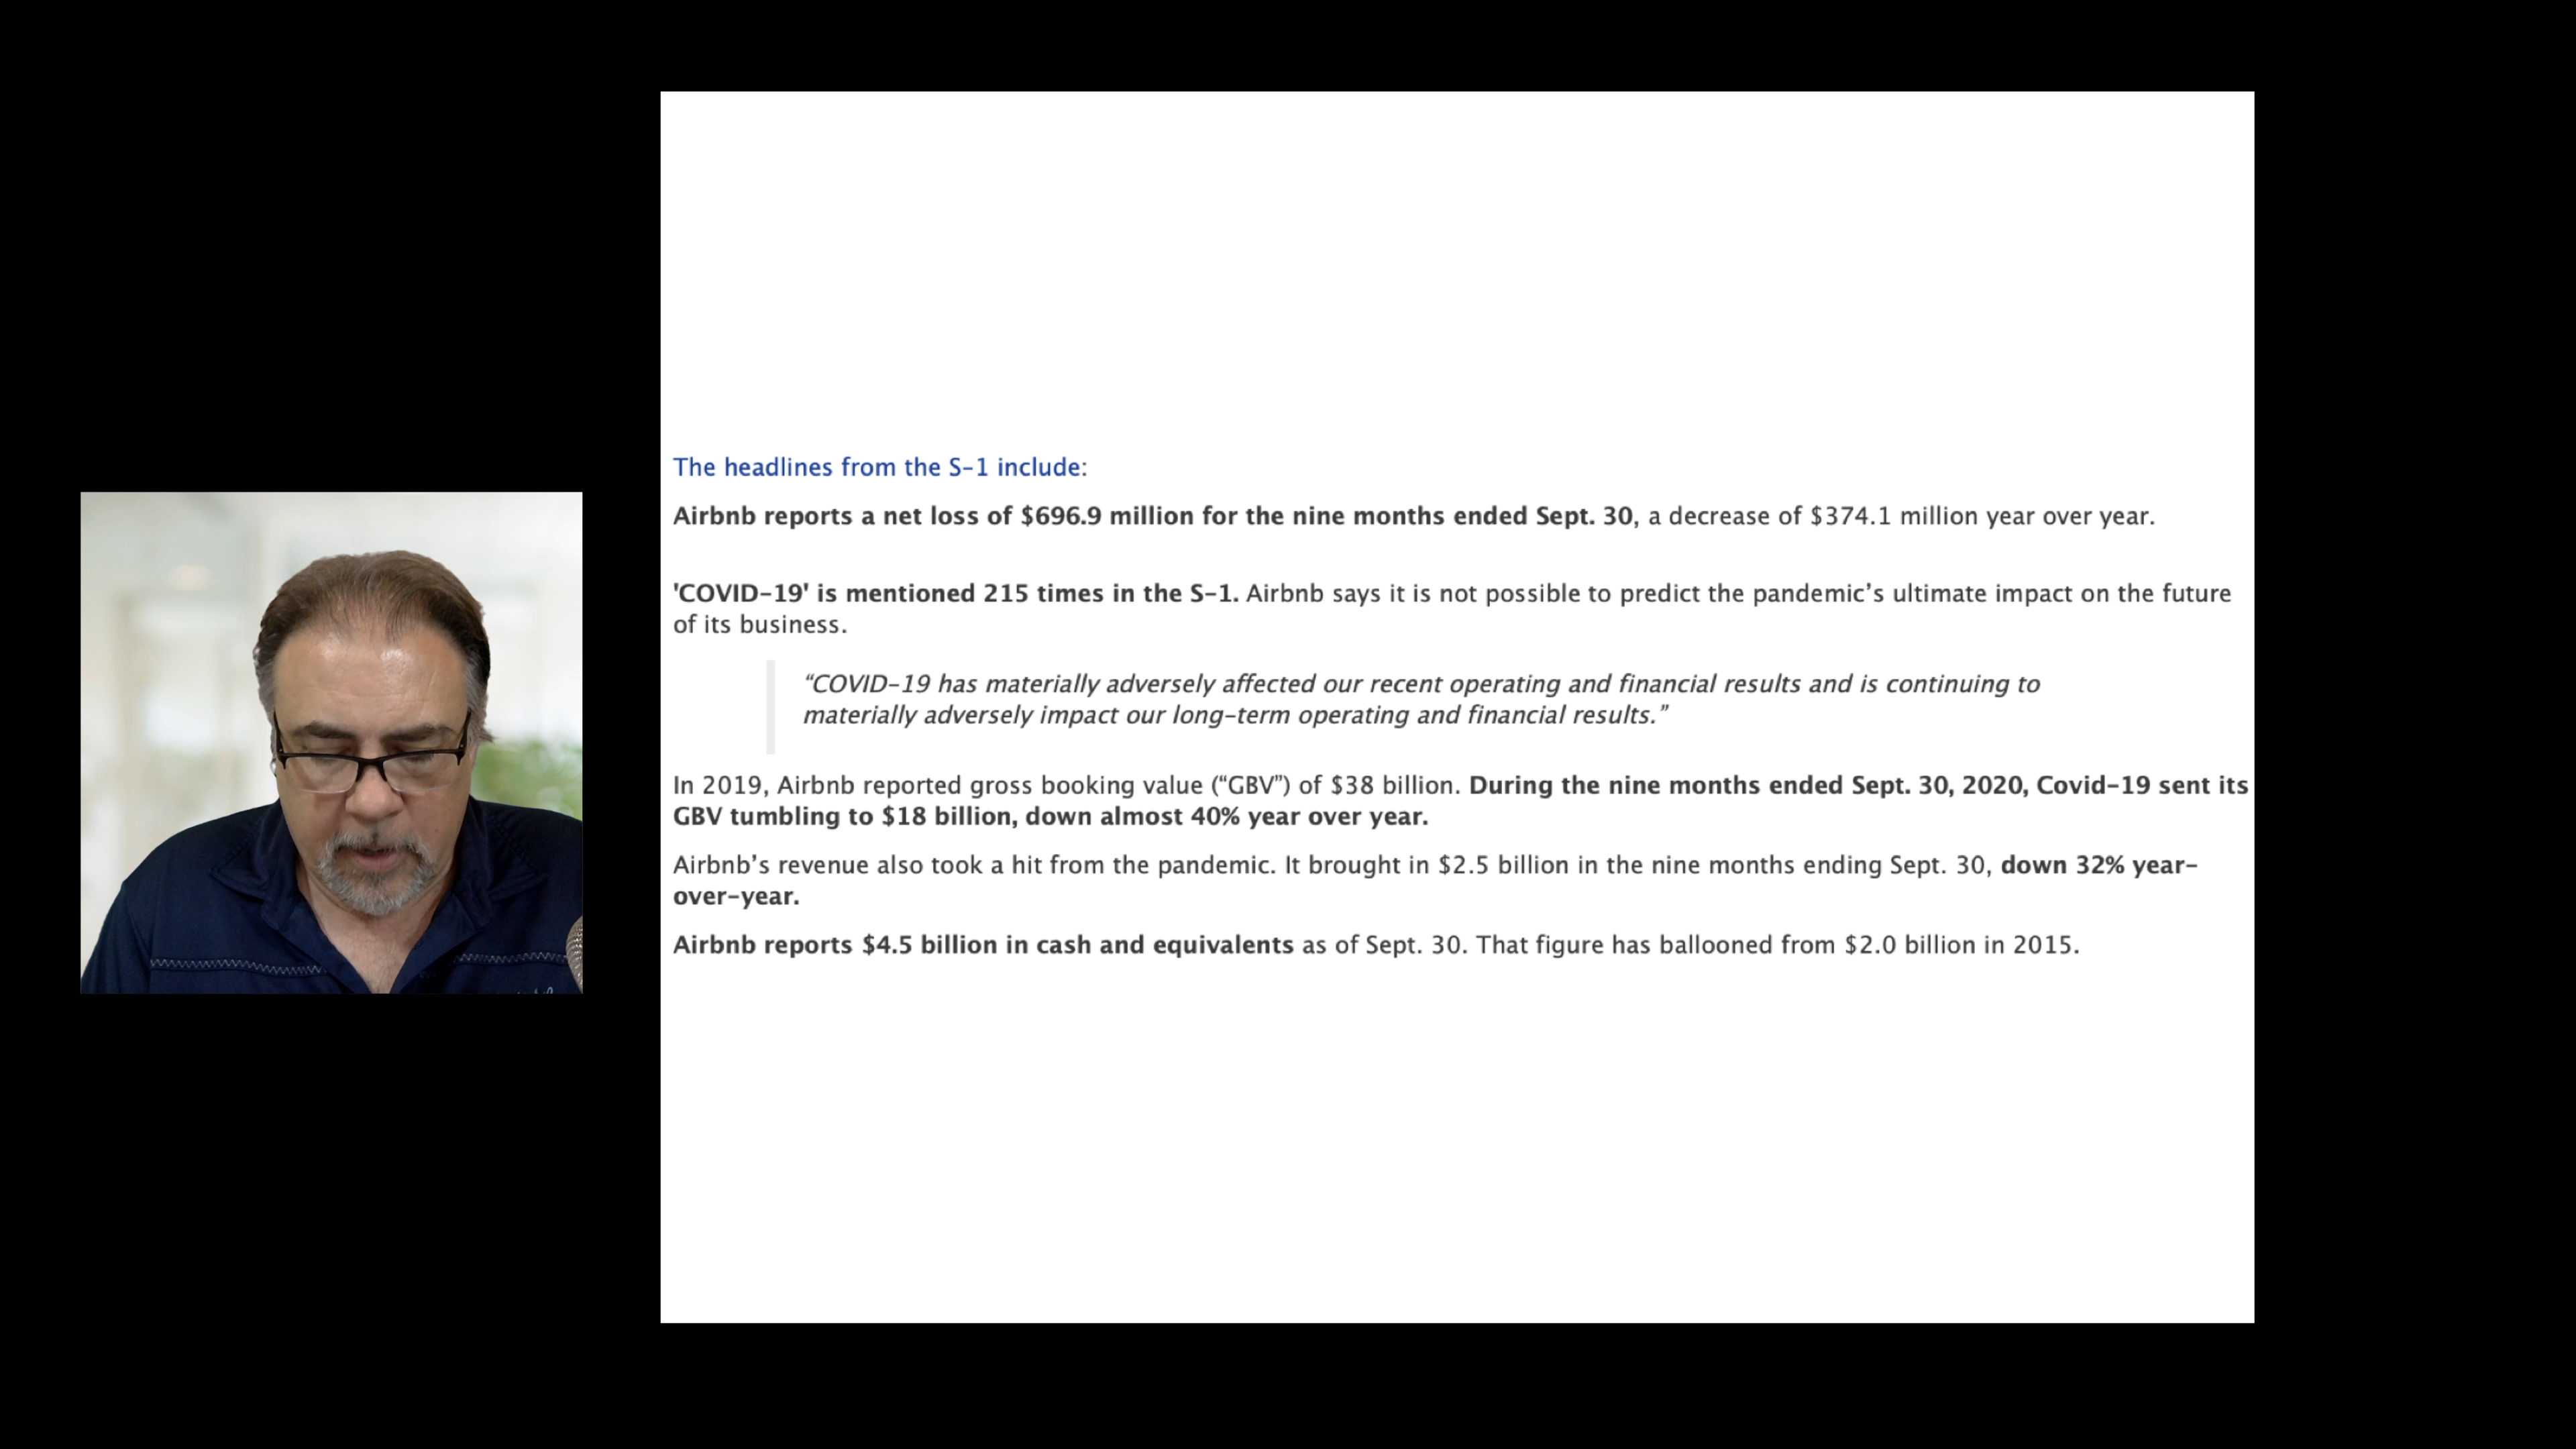 The headlines from the S-1 include:
Airbnb reports a net loss of $696.9 million for the nine months ended Sept. 30, a decrease of $374.1 million year over year.
'COVID-19' is mentioned 215 times in the S-1. Airbnb says it is not possible to predict the pandemic’s ultimate impact on the future
of its business.
“COVID-19 has materially adversely affected our recent operating and financial results and is continuing to
materially adversely impact our long-term operating and financial results.”
In 2019, Airbnb reported gross booking value (“GBV”) of $38 billion. During the nine months ended Sept. 30, 2020, Covid-19 sent its
GBV tumbling to $18 billion, down almost 40% year over year.
Airbnb’s revenue also took a hit from the pandemic. It brought in $2.5 billion in the nine months ending Sept. 30, down 32% year-
over-year.
Airbnb reports $4.5 billion in cash and equivalents as of Sept. 30. That figure has ballooned from $2.0 billion in 2015.